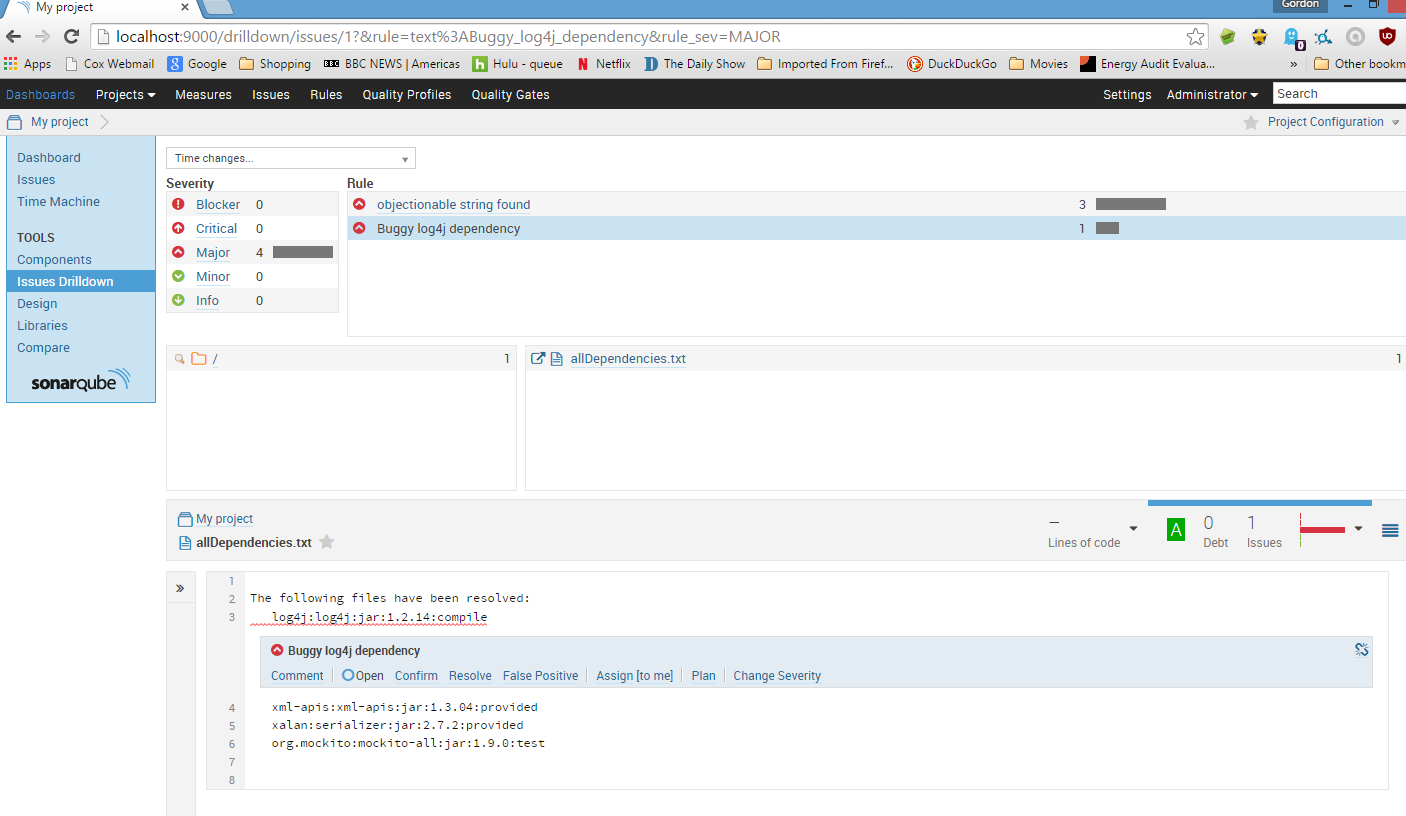 My project
Gordon
localhost:9000/drilldown/issues/1?&rule=text%3ABuggy_log4j_dependency&rule_sev=MAJOR
0
Apps Cox Webmail Google Shopping BBC NEWS | Americas Hulu - queue Netflix The Daily Show Imported From Firef... DuckDuckGo Movies Energy Audit Evalua... » Other bookm
Dashboards Projects Measures Issues Rules Quality Profiles Quality Gates Settings Administrator Search
My project Project Configuration
Dashboard
Issues
Time Machine
TOOLS
Components
Issues Drilldown
Design
Libraries
Compare
sonarqube
Time changes...
Severity
Blocker 0
Critical 0
Major 4
Minor 0
Info 0
Rule
objectionable string found 3
Buggy log4j dependency 1
/ 1
allDependencies.txt 1
My project
allDependencies.txt
– Lines of code
A
0 Debt
1 Issues
»
1
2 The following files have been resolved:
3 log4j:log4j:jar:1.2.14:compile
Buggy log4j dependency
Comment Open Confirm Resolve False Positive Assign [to me] Plan Change Severity
4 xml-apis:xml-apis:jar:1.3.04:provided
5 xalan:serializer:jar:2.7.2:provided
6 org.mockito:mockito-all:jar:1.9.0:test
7
8